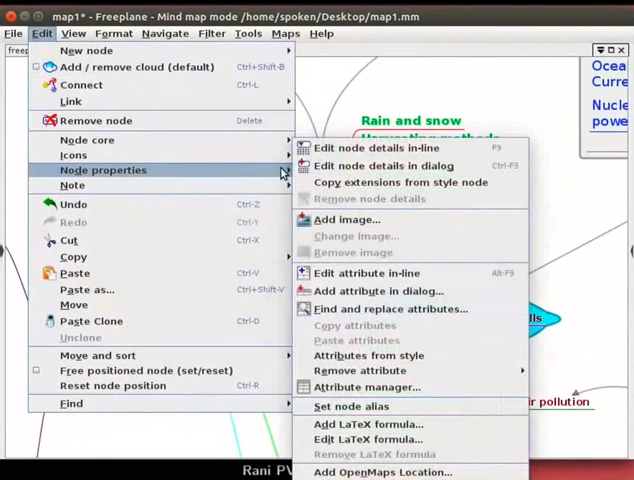 map1* - Freeplane - Mind map mode /home/spoken/Desktop/map1.mm
File Edit View Format Navigate Filter Tools Maps Help
New node
Add / remove cloud (default) Ctrl+Shift-B
Connect Ctrl-L
Link
Remove node Delete
Node core
Icons
Node properties
Note
Undo Ctrl-Z
Redo Ctrl-Y
Cut Ctrl-X
Copy
Paste Ctrl-V
Paste as... Ctrl+Shift-V
Move
Paste Clone Ctrl-D
Unclone
Move and sort
Free positioned node (set/reset)
Reset node position Ctrl-R
Find
Edit node details in-line F9
Edit node details in dialog Ctrl-F3
Copy extensions from style node
Remove node details
Add image...
Change image...
Remove image
Edit attribute in-line Alt-F9
Add attribute in dialog...
Find and replace attributes...
Copy attributes
Paste attributes
Attributes from style
Remove attribute
Attribute manager...
Set node alias
Add LaTeX formula...
Edit LaTeX formula...
Remove LaTeX formula
Add OpenMaps Location...
freep
Rain and snow
Ocea
Curre
Nucle
powe
lls
ir pollution
Rani PV